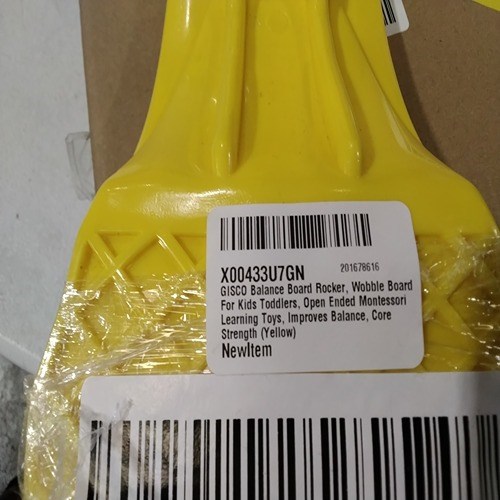 X00433U7GN 201678616
GISCO Balance Board Rocker, Wobble Board
For Kids Toddlers, Open Ended Montessori
Learning Toys, Improves Balance, Core
Strength (Yellow)
NewItem